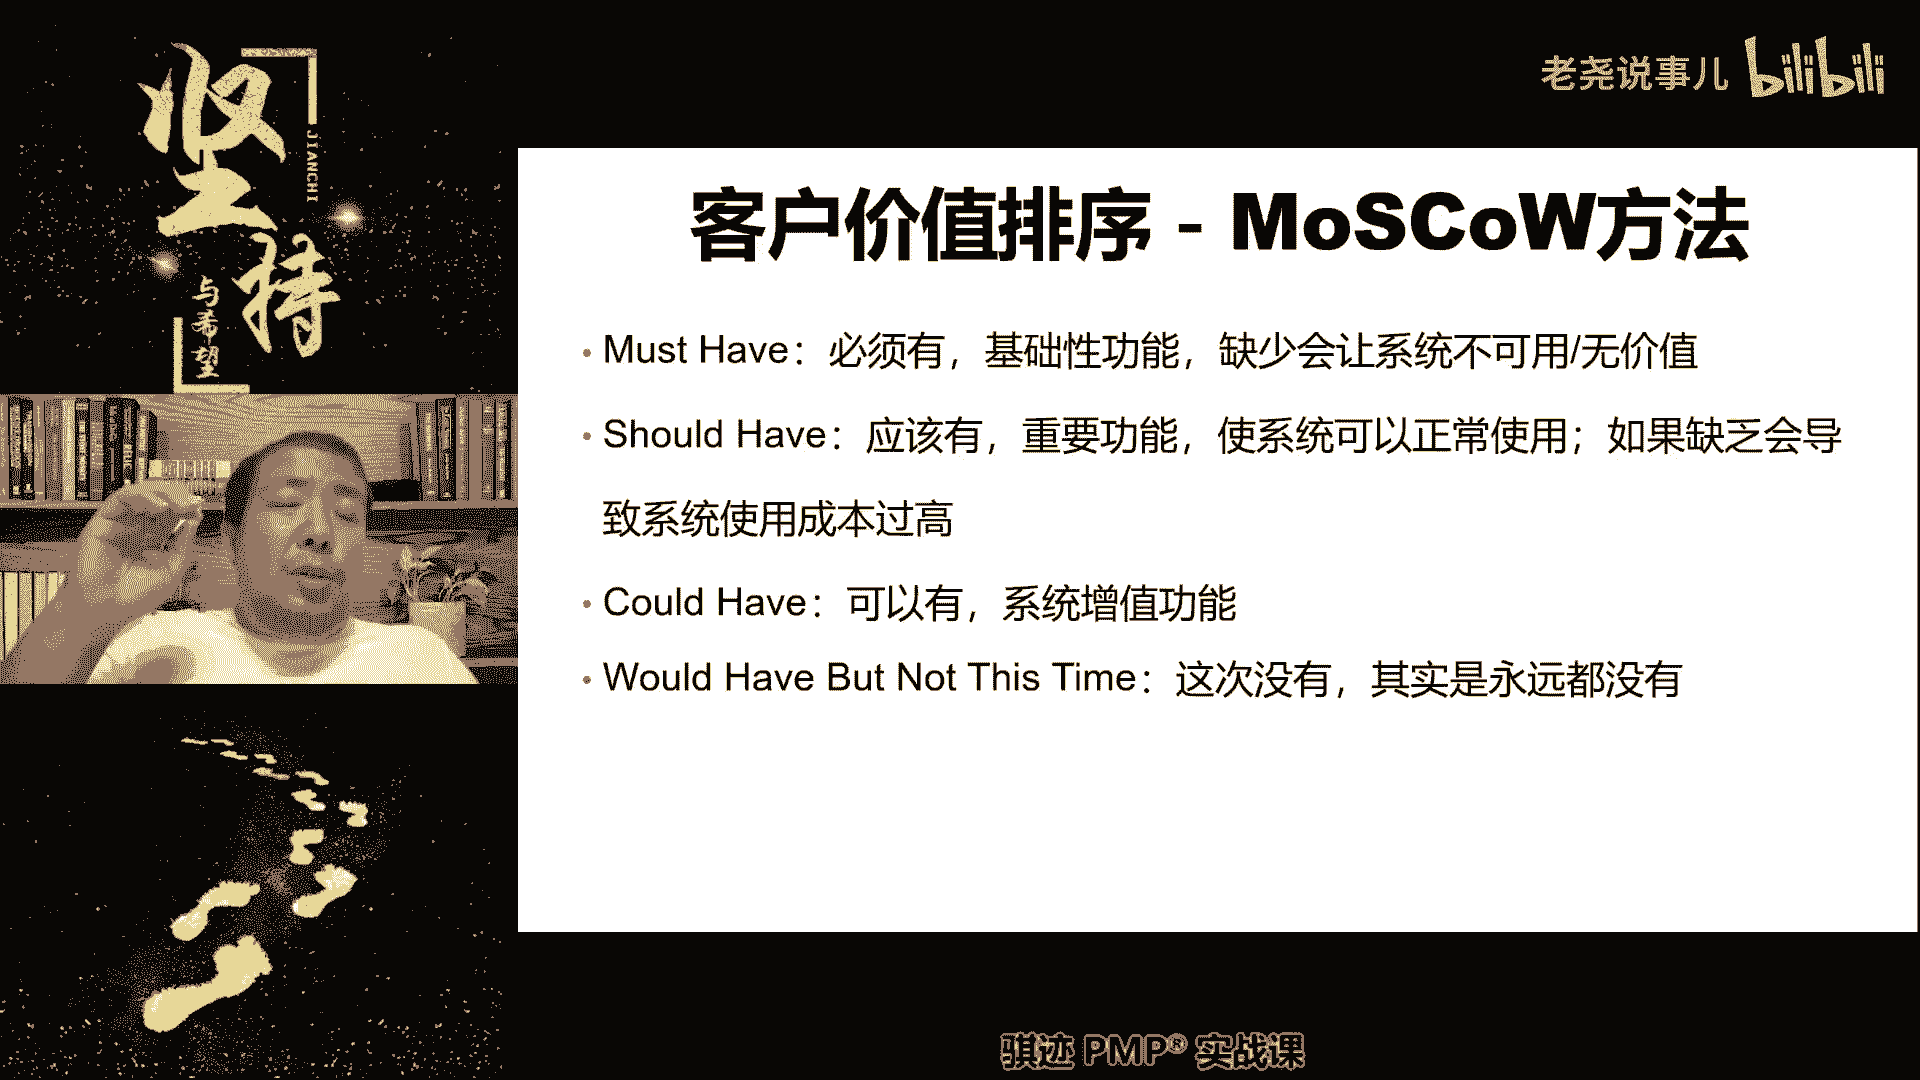 坚持
JIANCHI
与希望
老尧说事儿 bilibili
客户价值排序 - MoSCoW方法
• Must Have：必须有，基础性功能，缺少会让系统不可用/无价值
• Should Have：应该有，重要功能，使系统可以正常使用；如果缺乏会导
致系统使用成本过高
• Could Have：可以有，系统增值功能
• Would Have But Not This Time：这次没有，其实是永远都没有
骐迹 PMP® 实战课